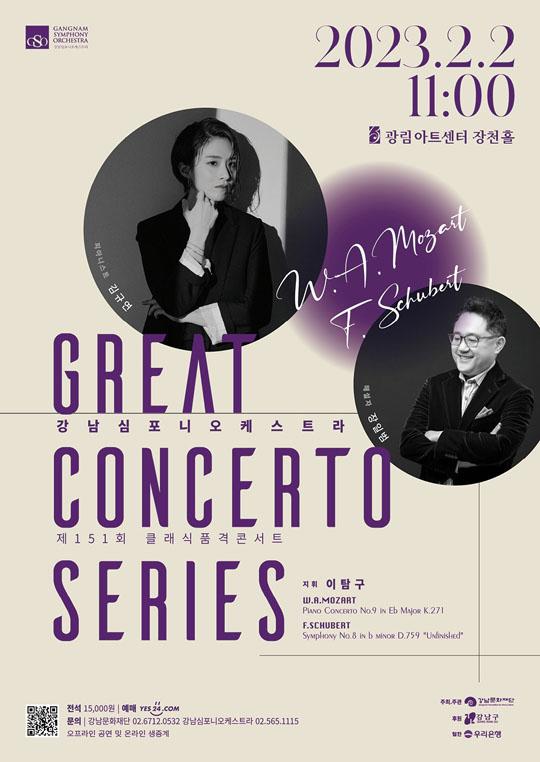 GSO
GANGNAM
SYMPHONY
ORCHESTRA
강남심포니오케스트라
2023.2.2
11:00
광림아트센터 장천홀
피아니스트 김규연
W.A.Mozart
F. Schubert
해설자 장일범
GREAT
강남심포니오케스트라
CONCERTO
제151회 클래식품격콘서트
SERIES
지휘 이탐구
W.A.MOZART
PIANO CONCERTO NO.9 IN Eb MAJOR K.271
F.SCHUBERT
SYMPHONY NO.8 IN b MINOR D.759 "UNFINISHED"
전석 15,000원 | 예매 YES24.COM
문의 | 강남문화재단 02.6712.0532 강남심포니오케스트라 02.565.1115
오프라인 공연 및 온라인 생중계
주최.주관 강남문화재단
후원 강남구
협찬 우리은행